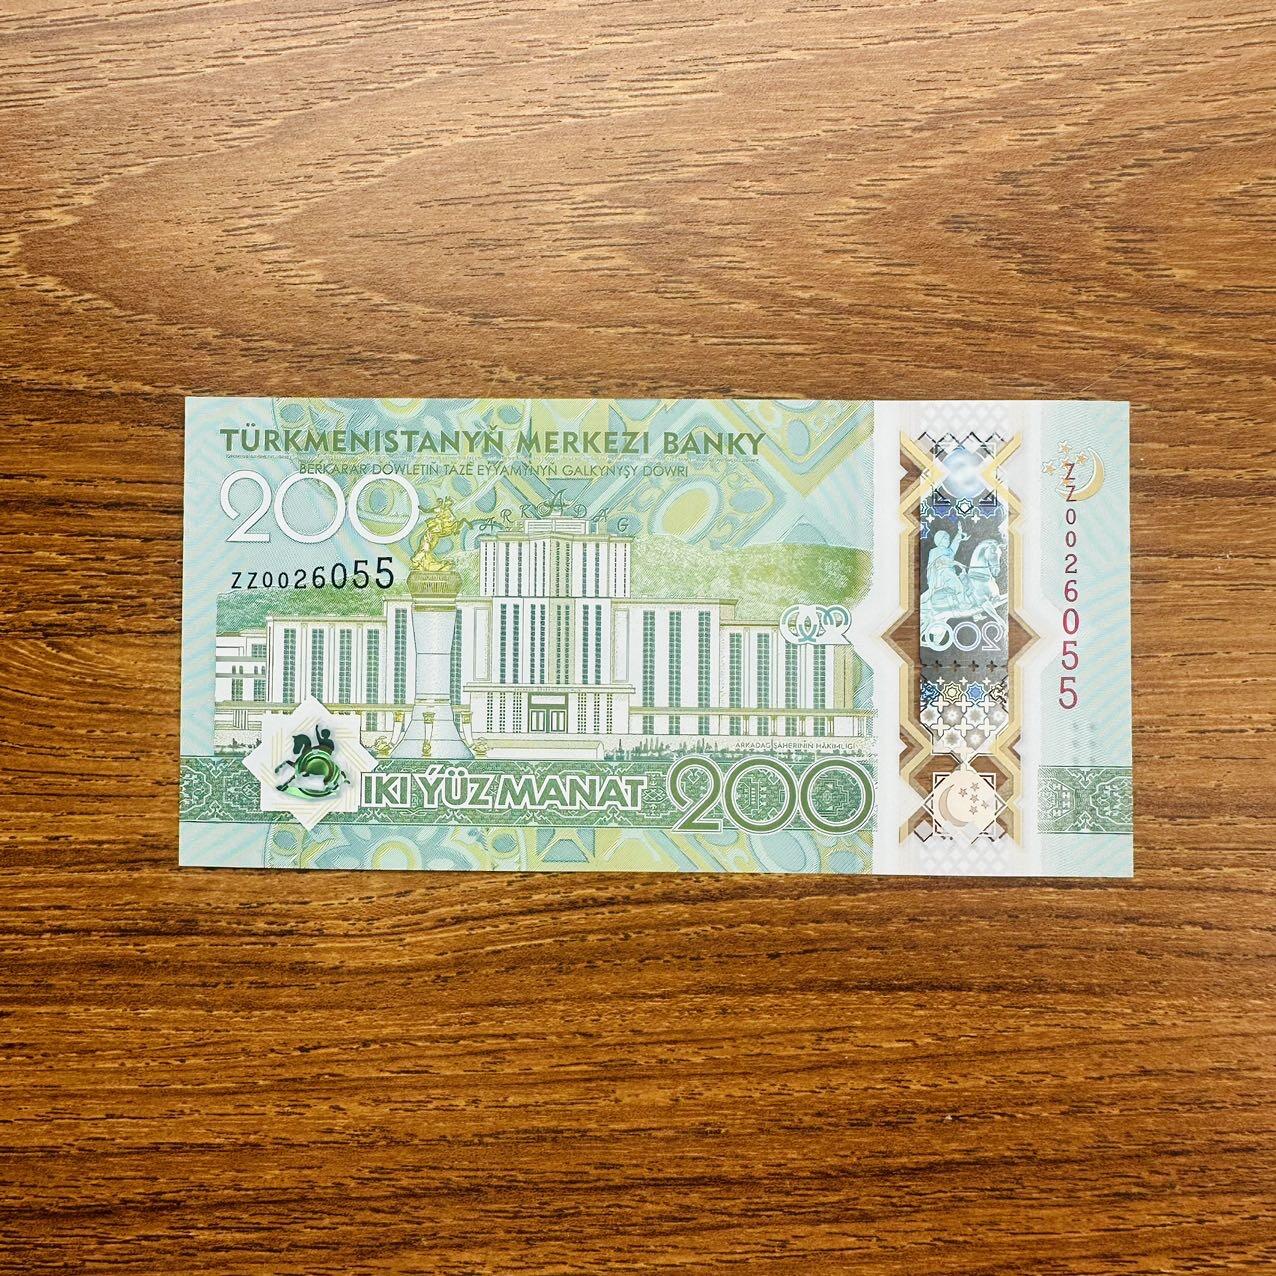 TÜRKMENISTANYŇ MERKEZI BANKY
BERKARAR DÖWLETIŇ TÄZE EÝÝAMYNYŇ GALKYNYŞY DÖWRI
200
ARKADAG
ZZ0026055
ZZ0026055
200
ARKADAG ŞÄHERINIŇ HÄKIMLIGI
IKI ÝÜZ MANAT 200